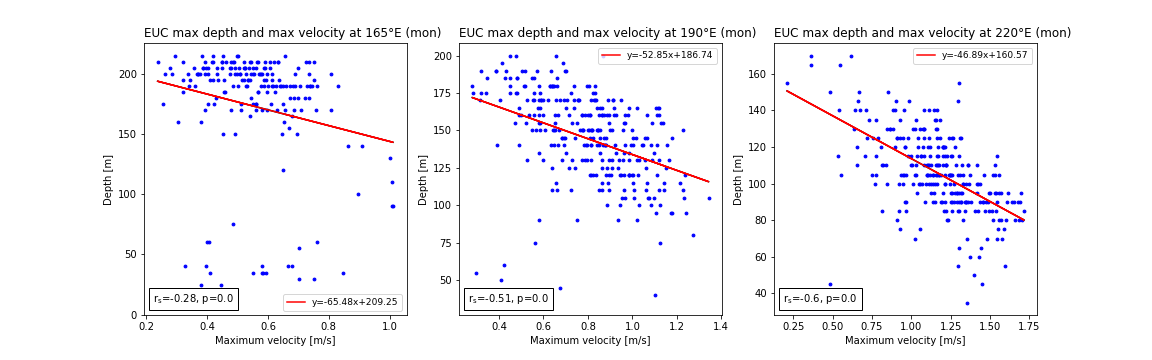 EUC max depth and max velocity at 165°E (mon)
200
150
100
50
0
Depth [m]
0.2 0.4 0.6 0.8 1.0
Maximum velocity [m/s]
rs=-0.28, p=0.0
y=-65.48x+209.25
EUC max depth and max velocity at 190°E (mon)
y=-52.85x+186.74
200
175
150
125
100
75
50
Depth [m]
0.4 0.6 0.8 1.0 1.2 1.4
Maximum velocity [m/s]
rs=-0.51, p=0.0
EUC max depth and max velocity at 220°E (mon)
y=-46.89x+160.57
160
140
120
100
80
60
40
Depth [m]
0.25 0.50 0.75 1.00 1.25 1.50 1.75
Maximum velocity [m/s]
rs=-0.6, p=0.0